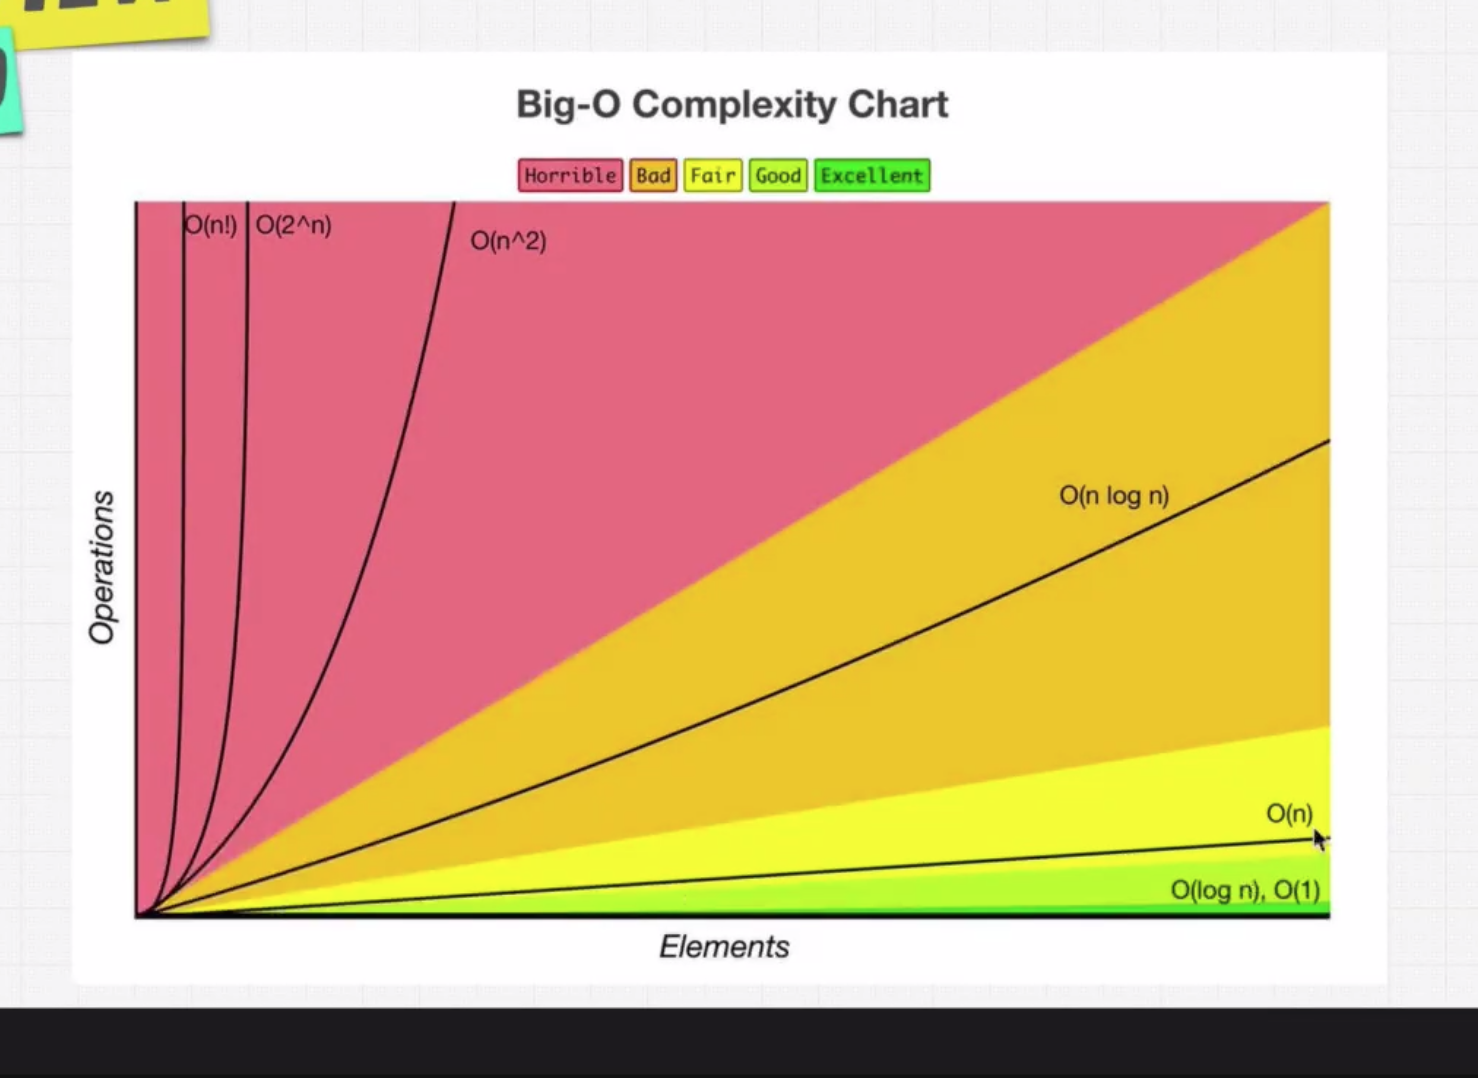 Big-O Complexity Chart
Horrible Bad Fair Good Excellent
O(n!) O(2^n)
O(n^2)
O(n log n)
O(n)
O(log n), O(1)
Operations
Elements